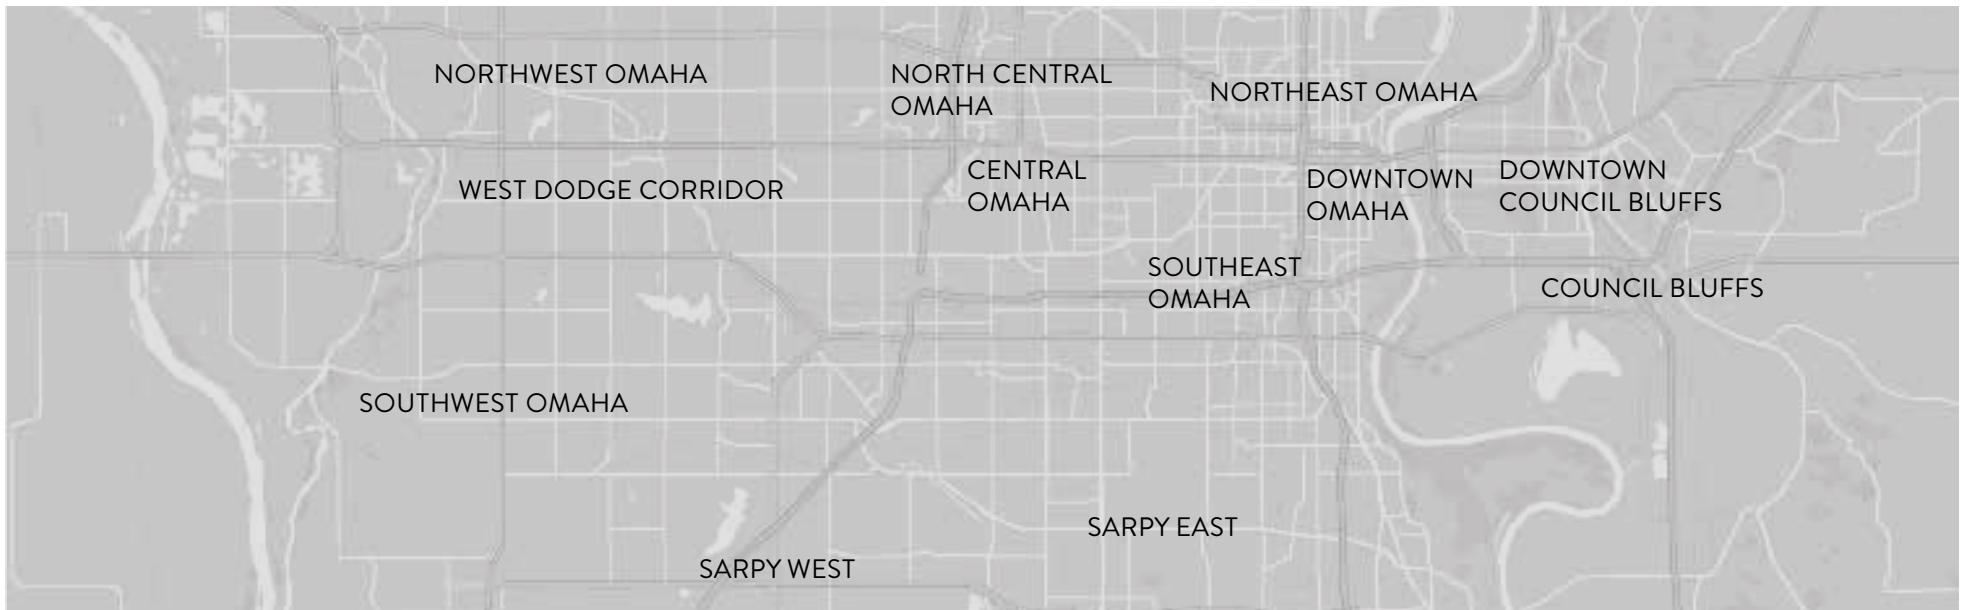 NORTHWEST OMAHA
NORTH CENTRAL
OMAHA
NORTHEAST OMAHA
WEST DODGE CORRIDOR
CENTRAL
OMAHA
DOWNTOWN
OMAHA
DOWNTOWN
COUNCIL BLUFFS
SOUTHEAST
OMAHA
COUNCIL BLUFFS
SOUTHWEST OMAHA
SARPY EAST
SARPY WEST